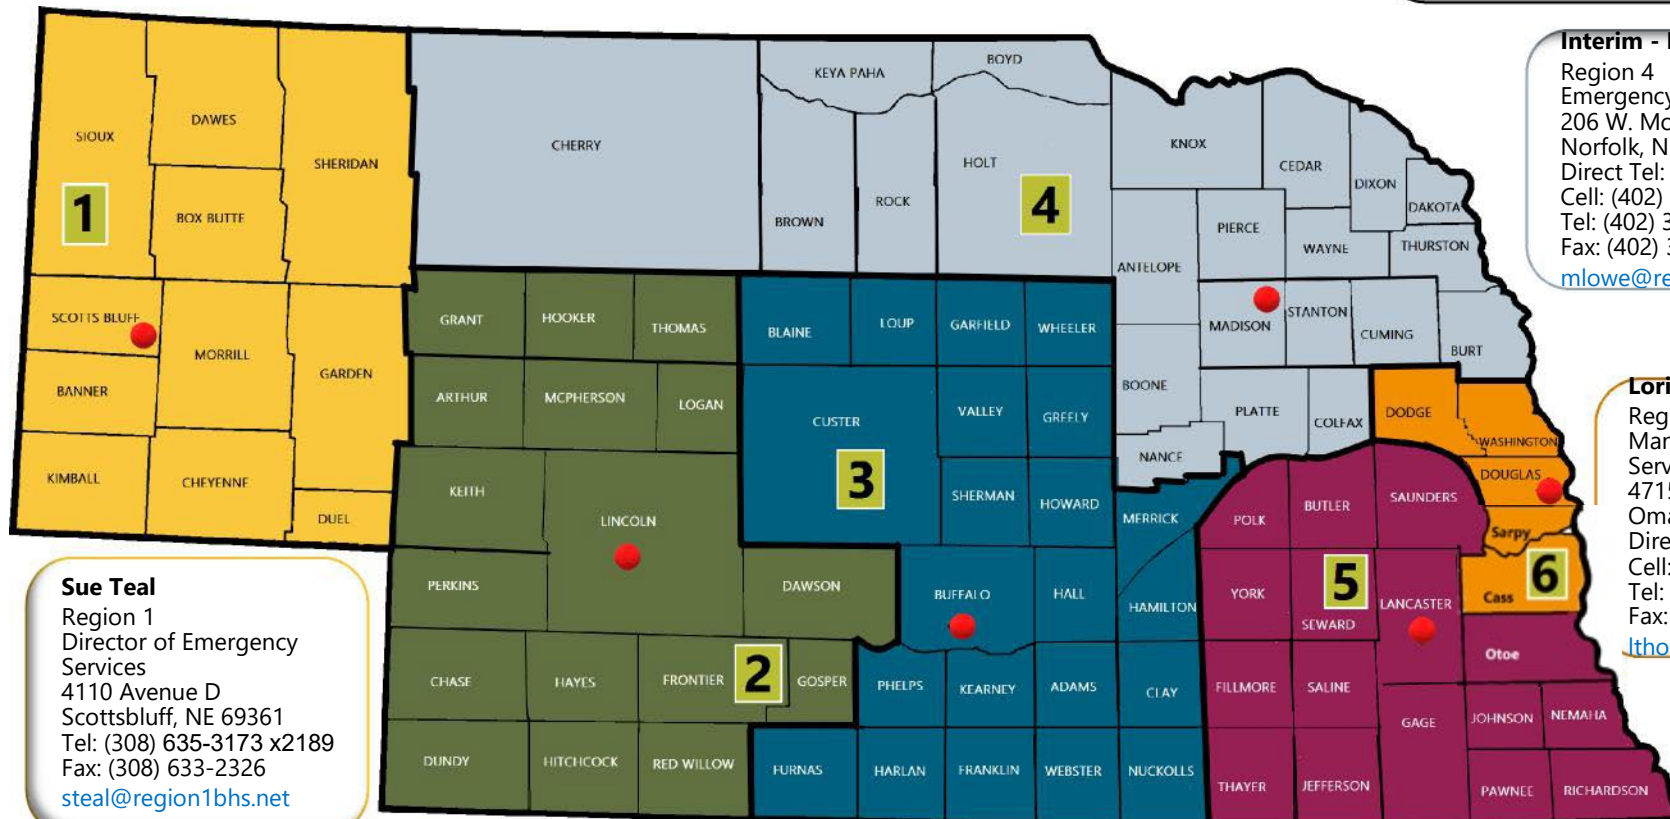 SIOUX
DAWES
SHERIDAN
1
BOX BUTTE
SCOTTS BLUFF
MORRILL
BANNER
GARDEN
KIMBALL
CHEYENNE
DUEL
CHERRY
KEYA PAHA
BOYD
BROWN
ROCK
HOLT
4
KNOX
CEDAR
DIXON
DAKOTA
PIERCE
WAYNE
THURSTON
ANTELOPE
MADISON
STANTON
CUMING
BURT
BOONE
PLATTE
COLFAX
NANCE
GRANT
HOOKER
THOMAS
ARTHUR
MCPHERSON
LOGAN
KEITH
LINCOLN
PERKINS
DAWSON
CHASE
HAYES
FRONTIER
2
GOSPER
DUNDY
HITCHCOCK
RED WILLOW
BLAINE
LOUP
GARFIELD
WHEELER
CUSTER
VALLEY
GREELY
3
SHERMAN
HOWARD
MERRICK
BUFFALO
HALL
HAMILTON
PHELPS
KEARNEY
ADAMS
CLAY
FURNAS
HARLAN
FRANKLIN
WEBSTER
NUCKOLLS
POLK
BUTLER
SAUNDERS
YORK
SEWARD
5
LANCASTER
FILLMORE
SALINE
GAGE
Otoe
JOHNSON
NEMAHA
THAYER
JEFFERSON
PAWNEE
RICHARDSON
DODGE
WASHINGTON
DOUGLAS
Sarpy
Cass
6
Sue Teal
Region 1
Director of Emergency
Services
4110 Avenue D
Scottsbluff, NE 69361
Tel: (308) 635-3173 x2189
Fax: (308) 633-2326
steal@region1bhs.net
Interim -
Region 4
Emergency
206 W.
Norfolk,
Direct Tel:
Cell: (402)
Tel: (402) 3
Fax: (402) 3
mlowe@re
Lori
Reg
Mar
Serv
4715
Oma
Dire
Cell:
Tel:
Fax:
ltho